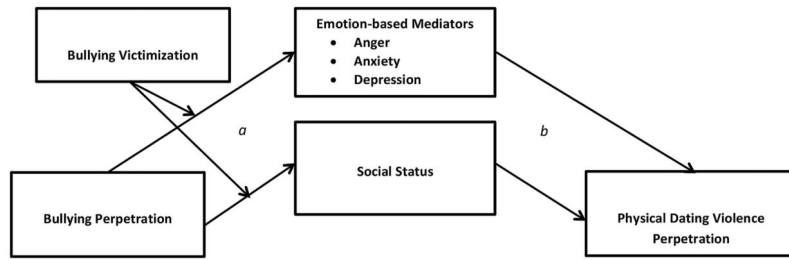 Emotion-based Mediators
• Anger
• Anxiety
• Depression
Bullying Victimization
a
b
Social Status
Bullying Perpetration
Physical Dating Violence
Perpetration